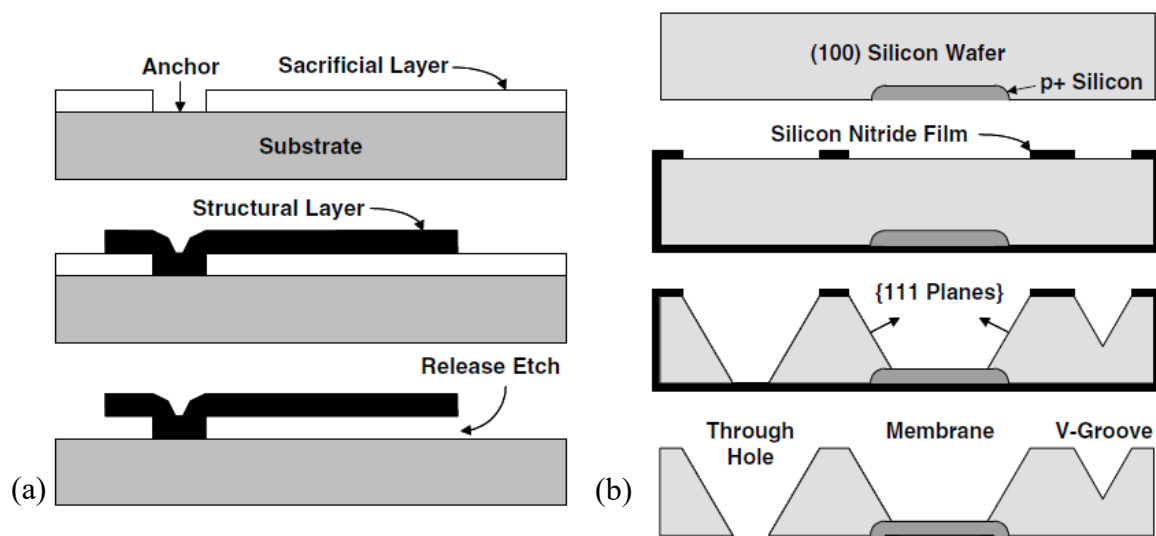 Anchor
Sacrificial Layer
Substrate
Structural Layer
Release Etch
(a)
(100) Silicon Wafer
p+ Silicon
Silicon Nitride Film
{111 Planes}
Through
Hole
Membrane
V-Groove
(b)